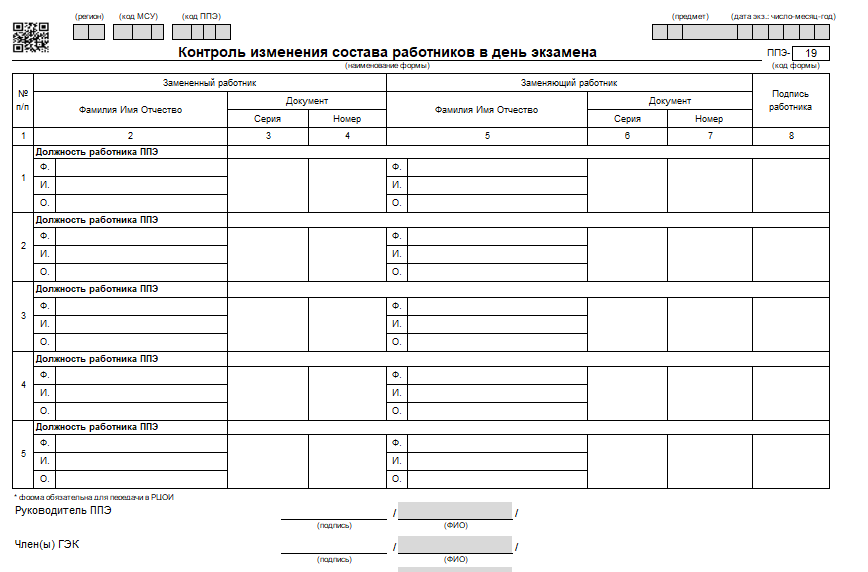 (регион) (код МСУ) (код ППЭ) (предмет) (дата экз.: число-месяц-год)
Контроль изменения состава работников в день экзамена ППЭ- 19
(наименование формы) (код формы)
№ п/п Замененный работник Заменяющий работник Подпись работника
Фамилия Имя Отчество Документ Фамилия Имя Отчество Документ
Серия Номер Серия Номер
1 2 3 4 5 6 7 8
Должность работника ППЭ
1 Ф. Ф.
И. И.
О. О.
Должность работника ППЭ
2 Ф. Ф.
И. И.
О. О.
Должность работника ППЭ
3 Ф. Ф.
И. И.
О. О.
Должность работника ППЭ
4 Ф. Ф.
И. И.
О. О.
Должность работника ППЭ
5 Ф. Ф.
И. И.
О. О.
* форма обязательна для передачи в РЦОИ
Руководитель ППЭ / /
(подпись) (ФИО)
Член(ы) ГЭК / /
(подпись) (ФИО)